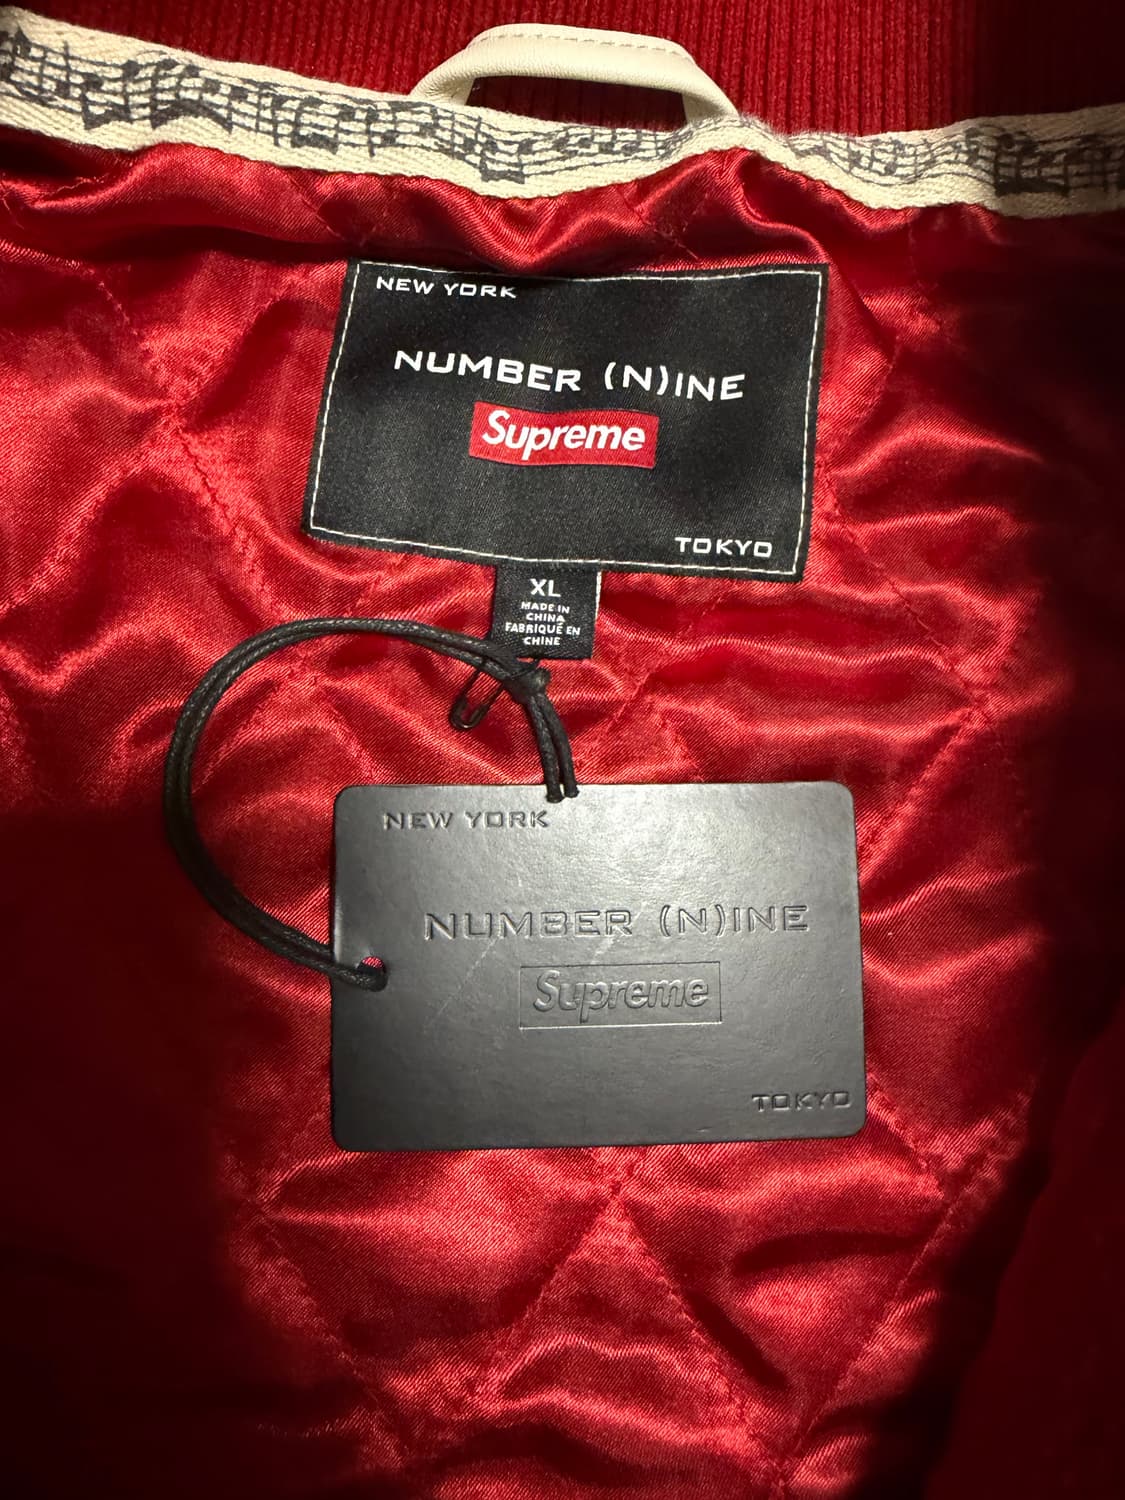 NEW YORK
NUMBER (N)INE
Supreme
TOKYO
XL
MADE IN
CHINA
FABRIQUÉ EN
CHINE
NEW YORK
NUMBER (N)INE
Supreme
TOKYO